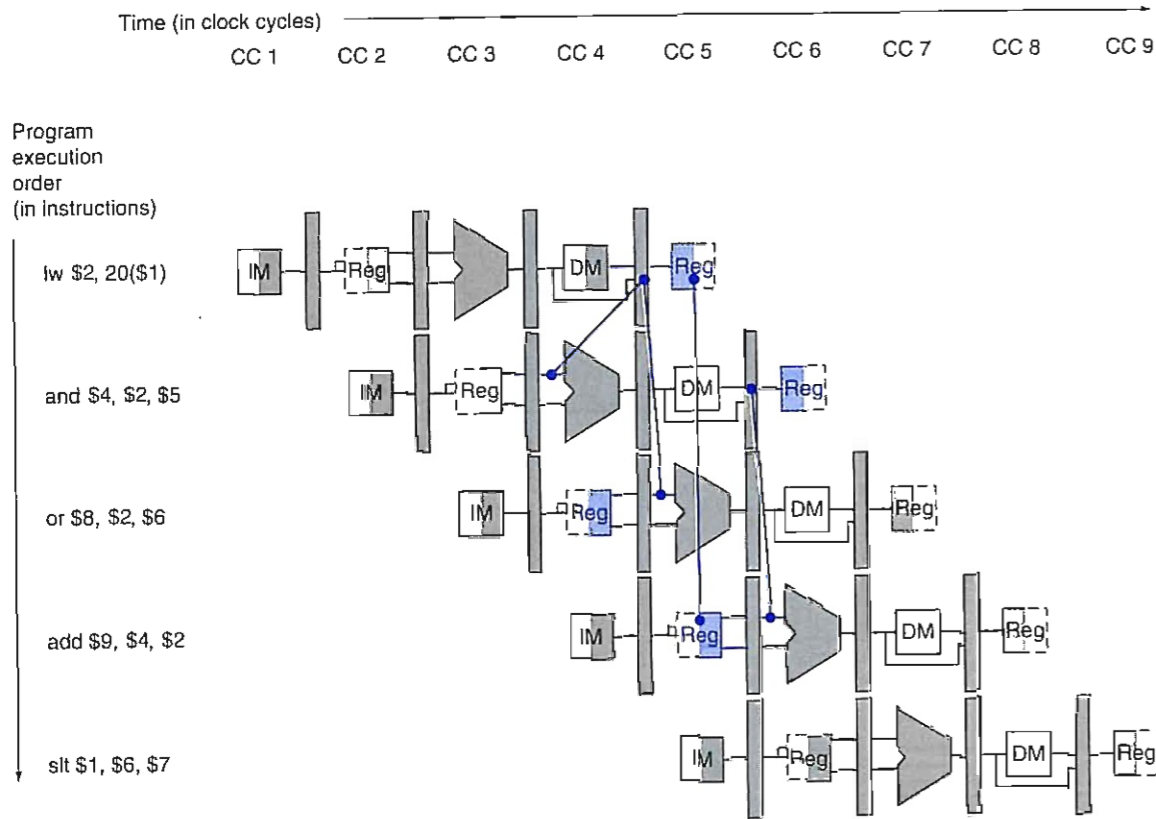 Time (in clock cycles)
CC 1 CC 2 CC 3 CC 4 CC 5 CC 6 CC 7 CC 8 CC 9
Program
execution
order
(in instructions)
lw $2, 20($1)
IM Reg DM Reg
and $4, $2, $5
IM Reg DM Reg
or $8, $2, $6
IM Reg DM Reg
add $9, $4, $2
IM Reg DM Reg
slt $1, $6, $7
IM Reg DM Reg